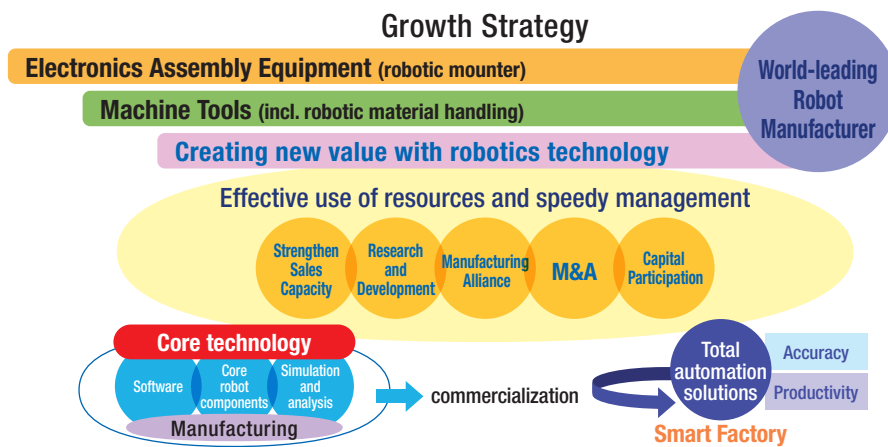 Growth Strategy
Electronics Assembly Equipment (robotic mounter)
Machine Tools (incl. robotic material handling)
Creating new value with robotics technology
World-leading
Robot
Manufacturer
Effective use of resources and speedy management
Strengthen
Sales
Capacity
Research
and
Development
Manufacturing
Alliance
M&A
Capital
Participation
Core technology
Software
Core
robot
components
Simulation
and
analysis
Manufacturing
commercialization
Total
automation
solutions
Accuracy
Productivity
Smart Factory